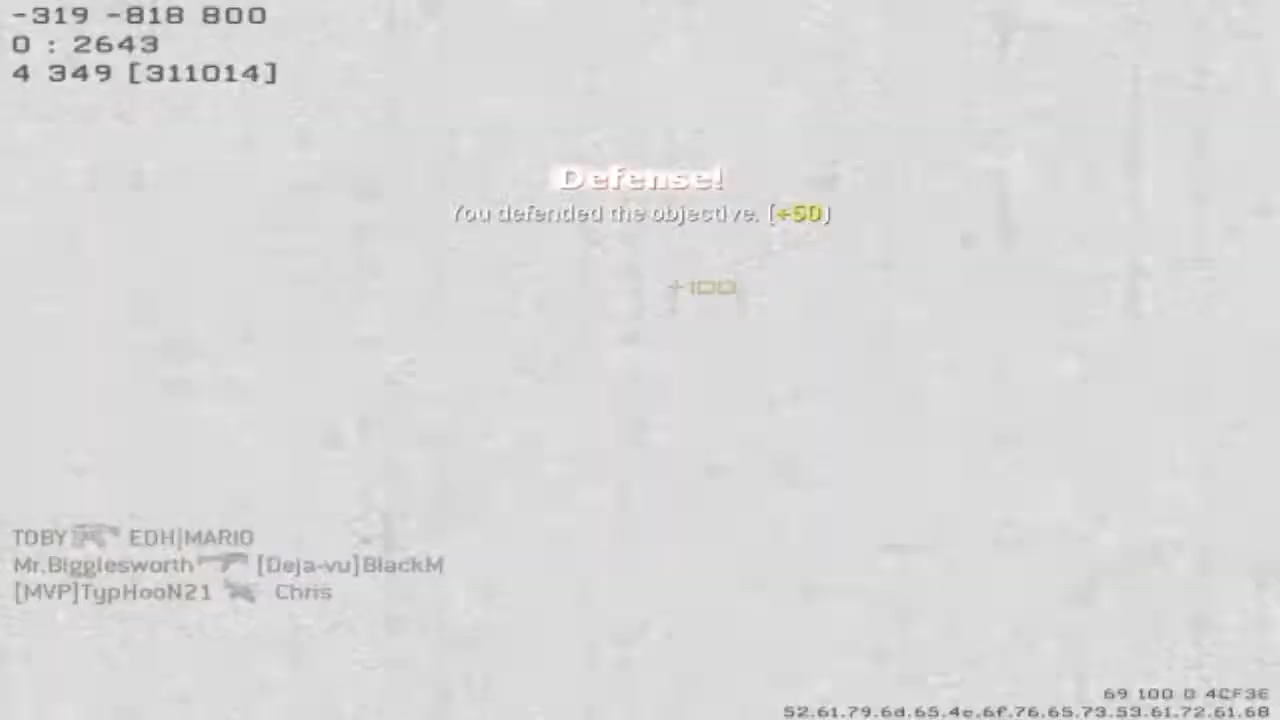 -319 -818 800
0 : 2643
4 349 [311014]
Defense!
You defended the objective. (+50)
+100
TOBY EDH|MARIO
Mr.Bigglesworth [Deja-vu]BlackM
[MVP]TypHooN21 Chris
69 100 0 4CF3E
52.61.79.6d.65.4e.6f.76.65.73.53.61.72.61.68